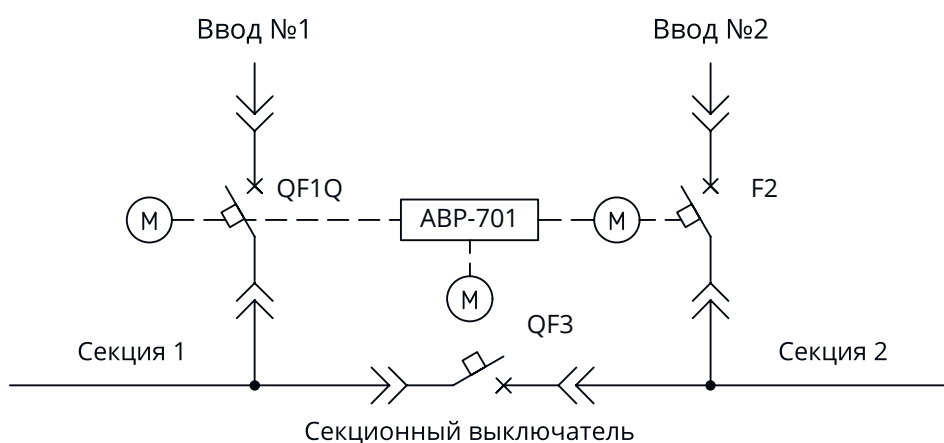 Ввод №1
Ввод №2
QF1Q
F2
M
АВР-701
M
M
QF3
Секция 1
Секция 2
Секционный выключатель